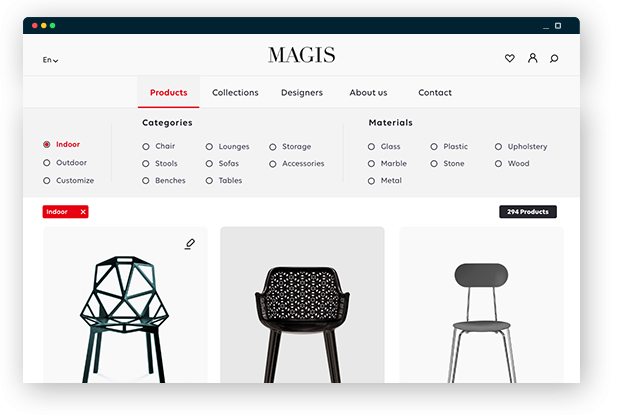 MAGIS
En
Products Collections Designers About us Contact
Categories Materials
Indoor Chair Lounges Storage Glass Plastic Upholstery
Outdoor Stools Sofas Accessories Marble Stone Wood
Customize Benches Tables Metal
Indoor 294 Products